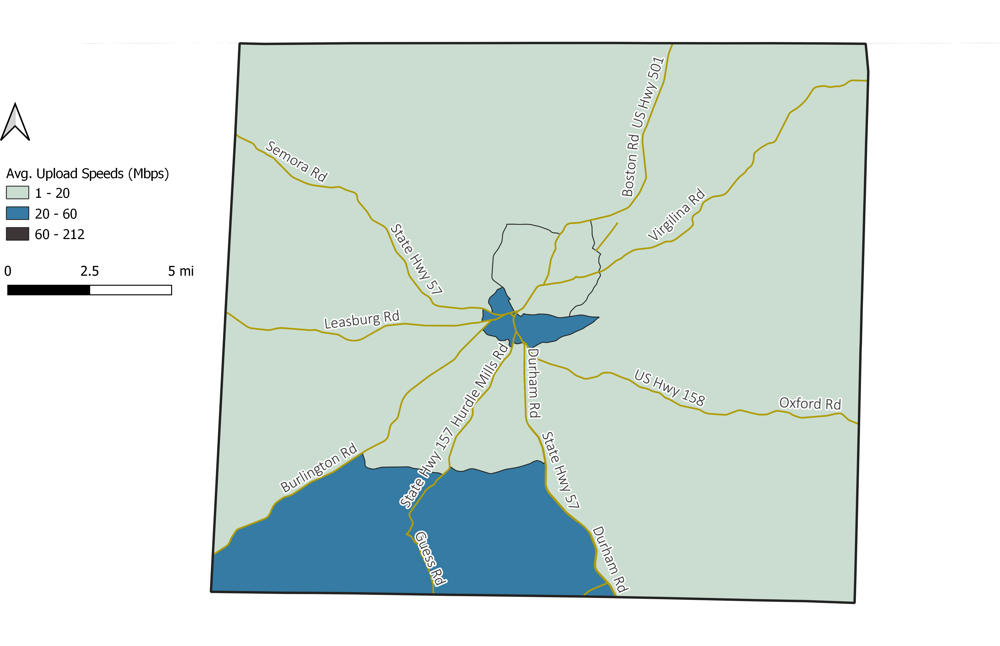 Avg. Upload Speeds (Mbps)
1 - 20
20 - 60
60 - 212
0 2.5 5 mi
Boston Rd US Hwy 501
Semora Rd
Virgilina Rd
State Hwy 57
Leasburg Rd
State Hwy 157 Hurdle Mills Rd
Durham Rd
US Hwy 158
Oxford Rd
Burlington Rd
State Hwy 57
Guess Rd
Durham Rd